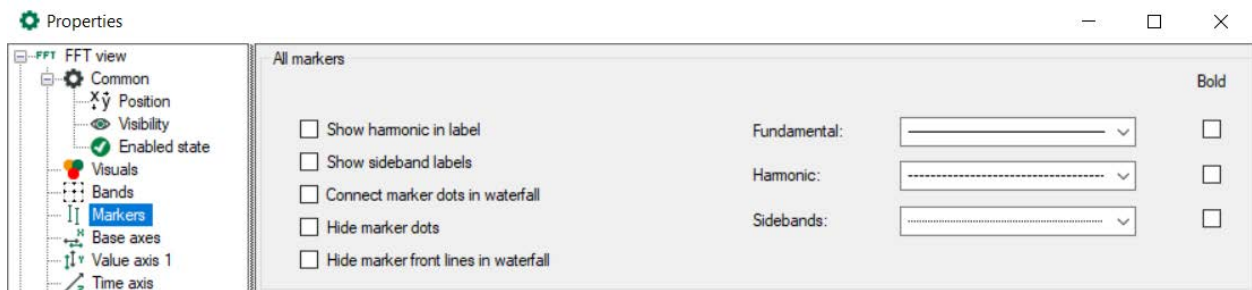 Properties
FFT FFT view
Common
Position
Visibility
Enabled state
Visuals
Bands
Markers
Base axes
Value axis 1
Time axis
All markers
Bold
Show harmonic in label
Show sideband labels
Connect marker dots in waterfall
Hide marker dots
Hide marker front lines in waterfall
Fundamental:
Harmonic:
Sidebands: